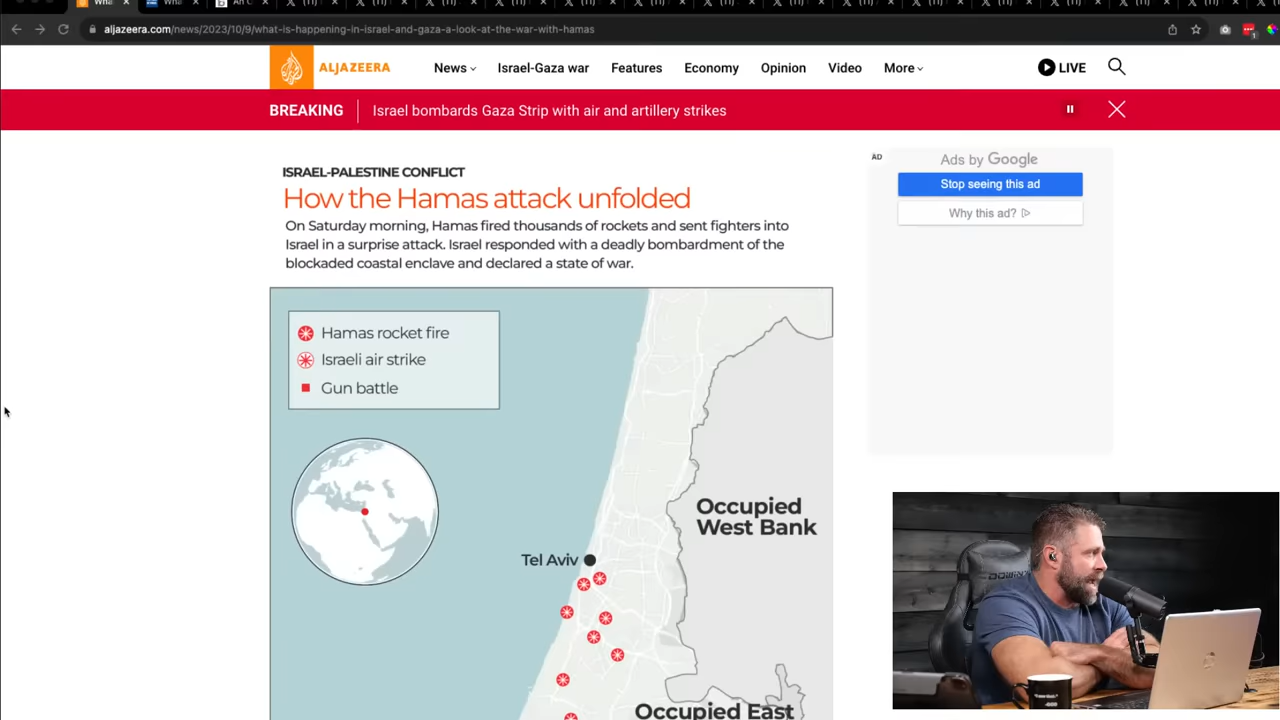 Wha
What
An C
aljazeera.com/news/2023/10/9/what-is-happening-in-israel-and-gaza-a-look-at-the-war-with-hamas
ALJAZEERA
News Israel-Gaza war Features Economy Opinion Video More LIVE
BREAKING Israel bombards Gaza Strip with air and artillery strikes
AD
Ads by Google
Stop seeing this ad
Why this ad?
ISRAEL-PALESTINE CONFLICT
How the Hamas attack unfolded
On Saturday morning, Hamas fired thousands of rockets and sent fighters into
Israel in a surprise attack. Israel responded with a deadly bombardment of the
blockaded coastal enclave and declared a state of war.
Hamas rocket fire
Israeli air strike
Gun battle
Occupied
West Bank
Tel Aviv
Occupied East